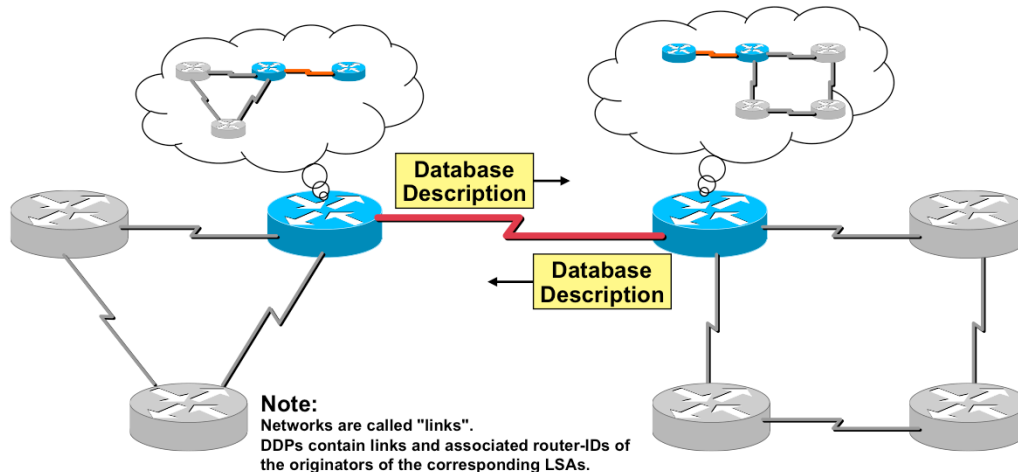 Database
Description
Database
Description
Note:
Networks are called "links".
DDPs contain links and associated router-IDs of
the originators of the corresponding LSAs.